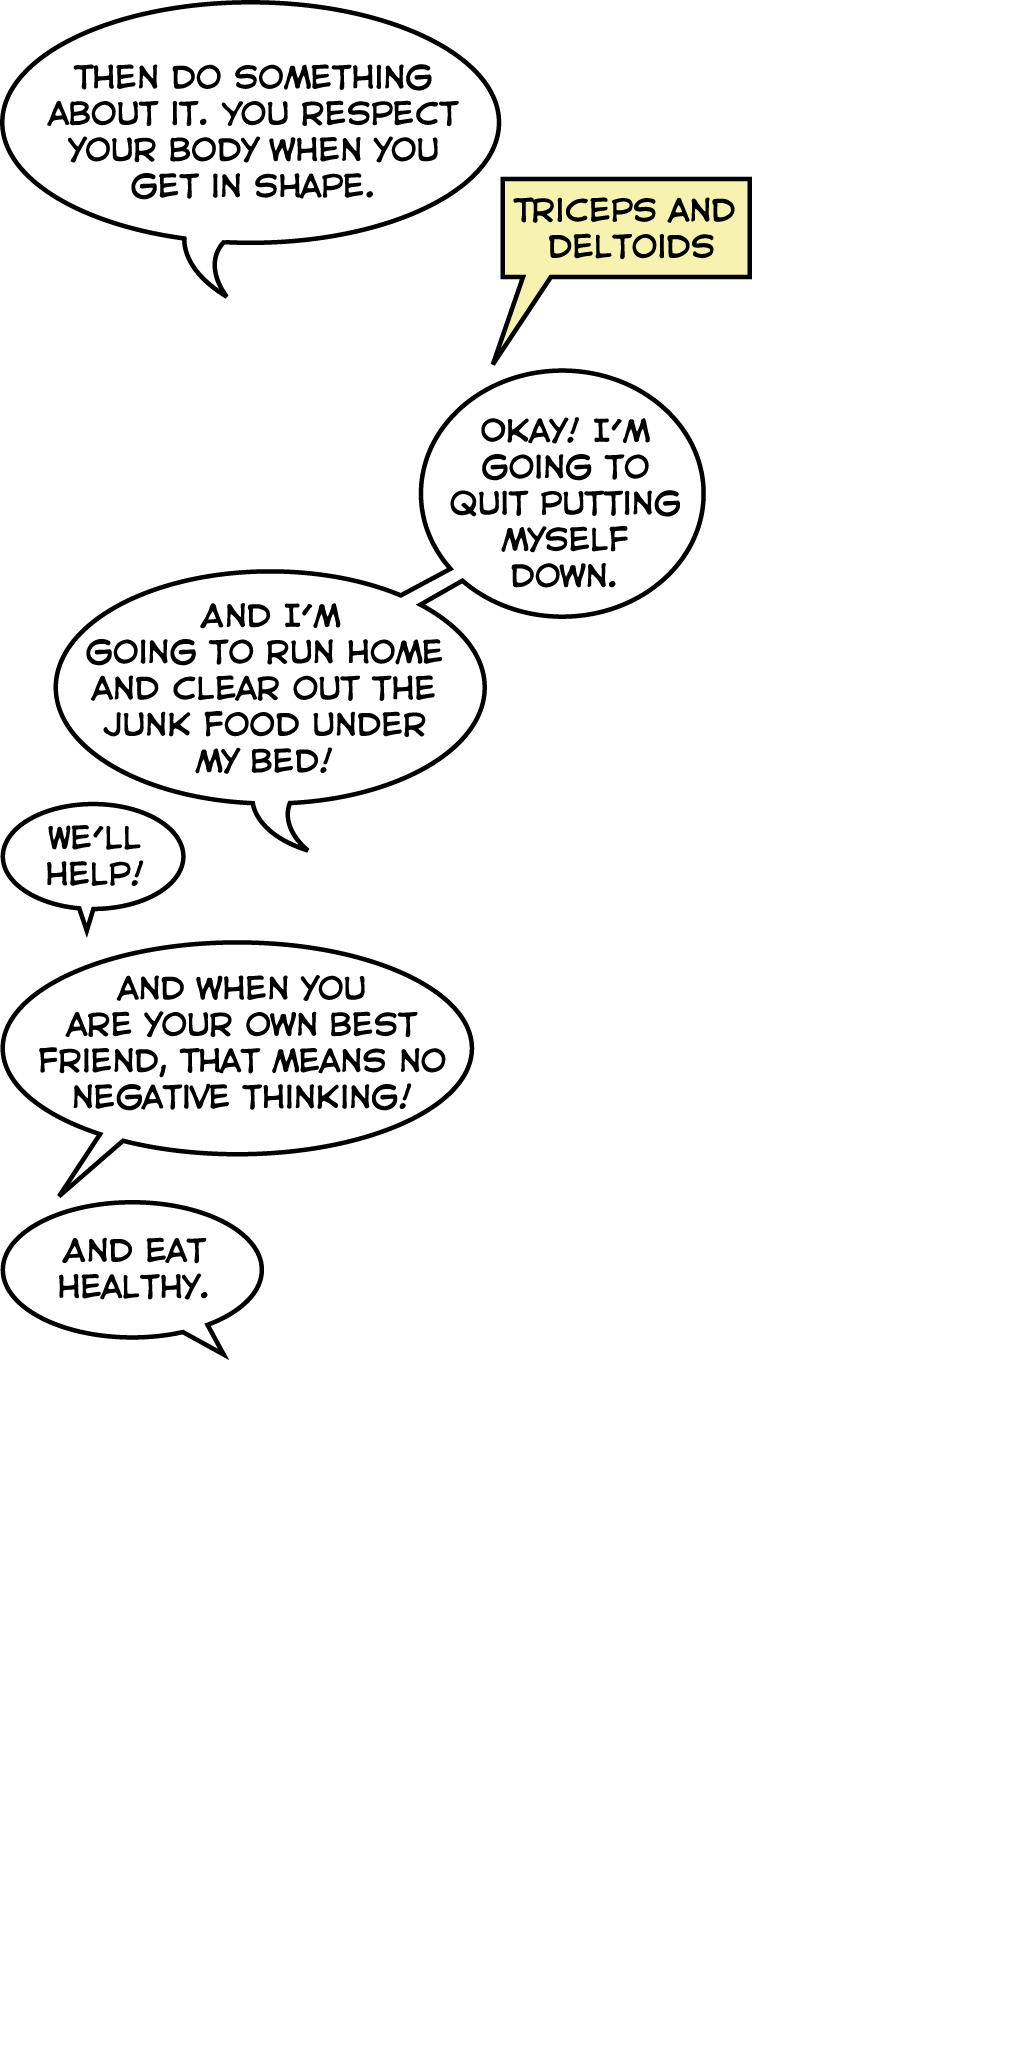 THEN DO SOMETHING
ABOUT IT. YOU RESPECT
YOUR BODY WHEN YOU
GET IN SHAPE.
TRICEPS AND
DELTOIDS
OKAY! I'M
GOING TO
QUIT PUTTING
MYSELF
DOWN.
AND I'M
GOING TO RUN HOME
AND CLEAR OUT THE
JUNK FOOD UNDER
MY BED!
WE'LL
HELP!
AND WHEN YOU
ARE YOUR OWN BEST
FRIEND, THAT MEANS NO
NEGATIVE THINKING!
AND EAT
HEALTHY.